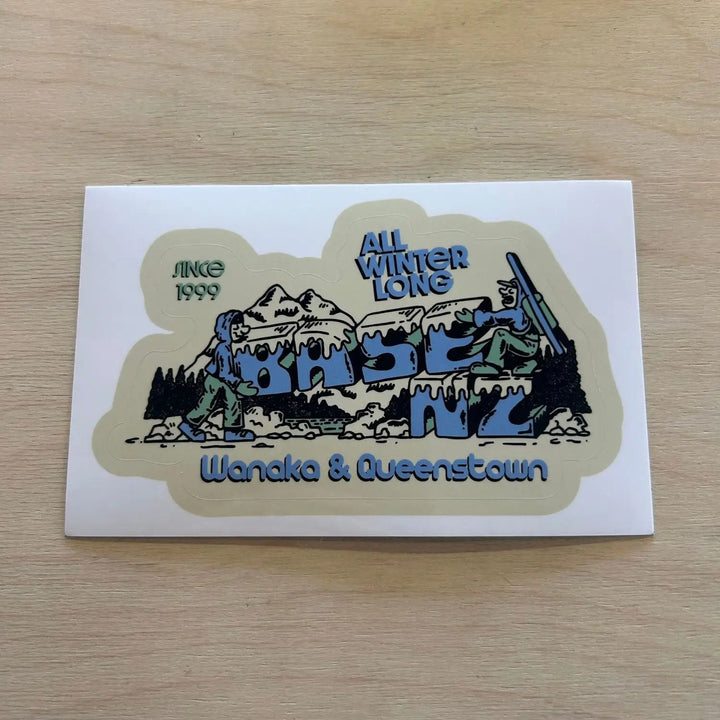 SINCE
1999
ALL
WINTER
LONG
BASE
NZ
Wanaka & Queenstown